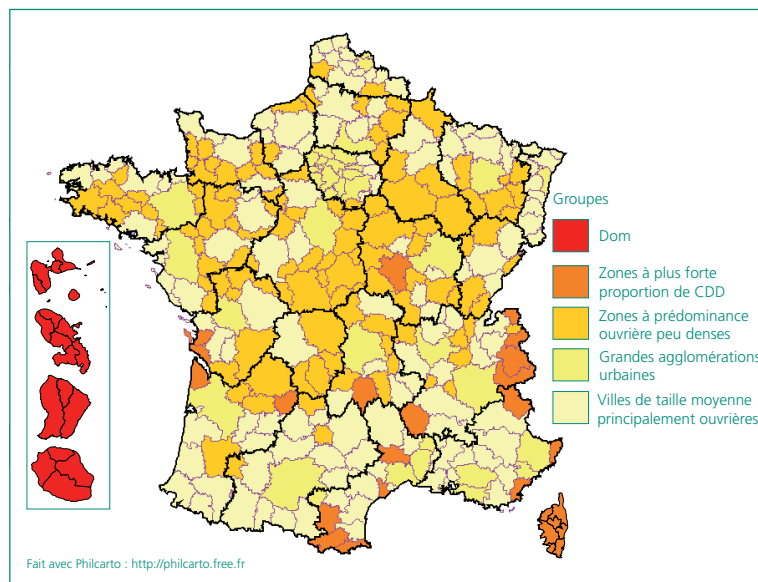 Groupes
Dom
Zones à plus forte
proportion de CDD
Zones à prédominance
ouvrière peu denses
Grandes agglomérations
urbaines
Villes de taille moyenne
principalement ouvrières
Fait avec Philcarto : http://philcarto.free.fr